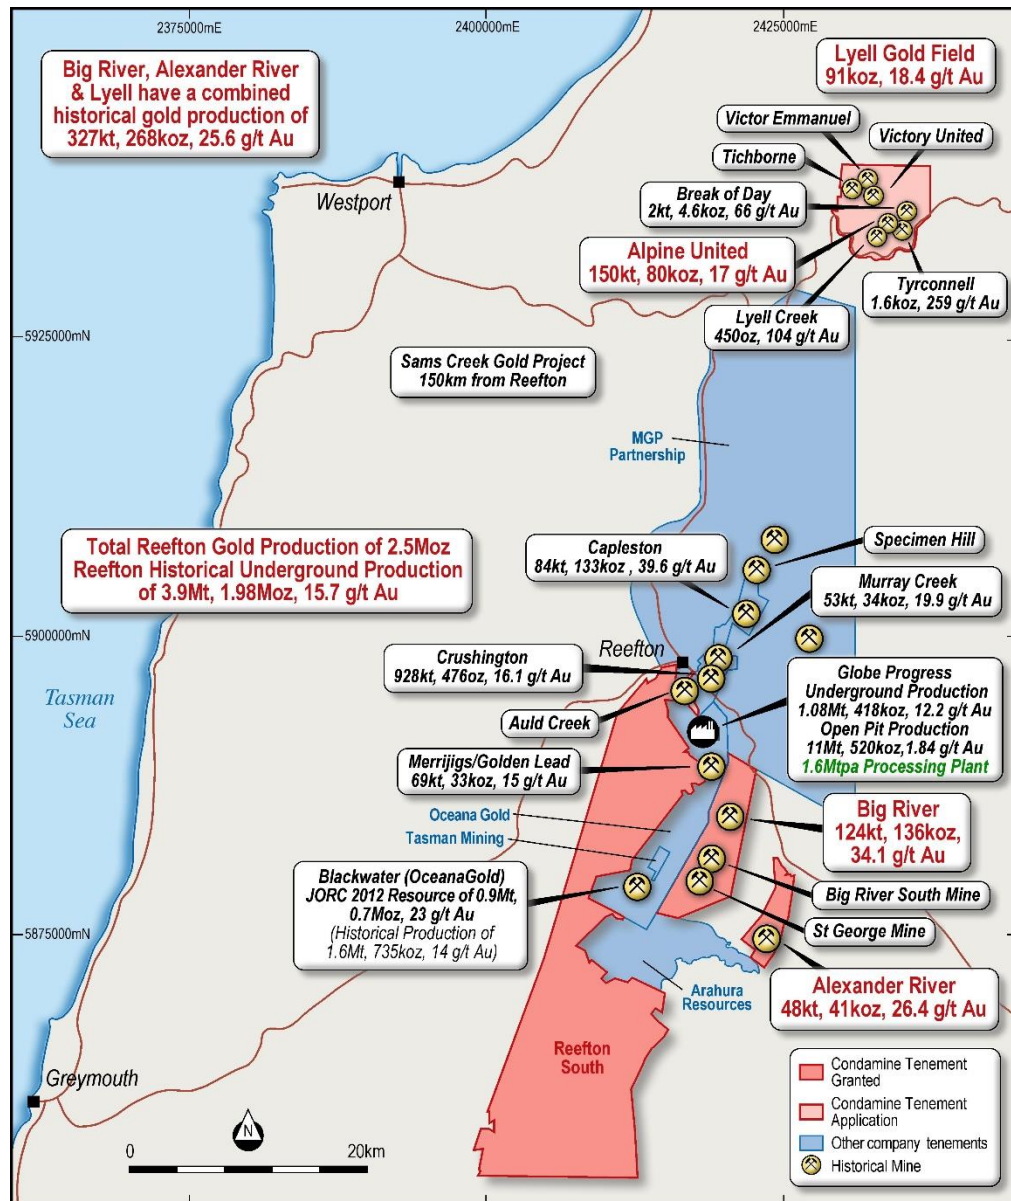 2375000mE
2400000mE
2425000mE
Big River, Alexander River
& Lyell have a combined
historical gold production of
327kt, 268koz, 25.6 g/t Au
Lyell Gold Field
91koz, 18.4 g/t Au
Victor Emmanuel
Victory United
Tichborne
Westport
Break of Day
2kt, 4.6koz, 66 g/t Au
Alpine United
150kt, 80koz, 17 g/t Au
Tyrconnell
1.6koz, 259 g/t Au
Lyell Creek
450oz, 104 g/t Au
5925000mN
Sams Creek Gold Project
150km from Reefton
MGP
Partnership
Total Reefton Gold Production of 2.5Moz
Reefton Historical Underground Production
of 3.9Mt, 1.98Moz, 15.7 g/t Au
Capleston
84kt, 133koz , 39.6 g/t Au
Specimen Hill
Murray Creek
53kt, 34koz, 19.9 g/t Au
5900000mN
Reefton
Crushington
928kt, 476oz, 16.1 g/t Au
Globe Progress
Underground Production
1.08Mt, 418koz, 12.2 g/t Au
Open Pit Production
11Mt, 520koz,1.84 g/t Au
1.6Mtpa Processing Plant
Tasman
Sea
Auld Creek
Merrijigs/Golden Lead
69kt, 33koz, 15 g/t Au
Oceana Gold
Tasman Mining
Big River
124kt, 136koz,
34.1 g/t Au
Blackwater (OceanaGold)
JORC 2012 Resource of 0.9Mt,
0.7Moz, 23 g/t Au
(Historical Production of
1.6Mt, 735koz, 14 g/t Au)
Big River South Mine
St George Mine
5875000mN
Arahura
Resources
Alexander River
48kt, 41koz, 26.4 g/t Au
Reefton
South
Greymouth
N
0
20km
Condamine Tenement
Granted
Condamine Tenement
Application
Other company tenements
Historical Mine